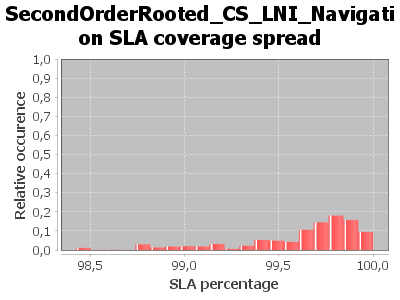 SecondOrderRooted_CS_LNI_Navigati
on SLA coverage spread
1,0
0,9
0,8
0,7
0,6
0,5
0,4
0,3
0,2
0,1
0,0
Relative occurence
98,5 99,0 99,5 100,0
SLA percentage